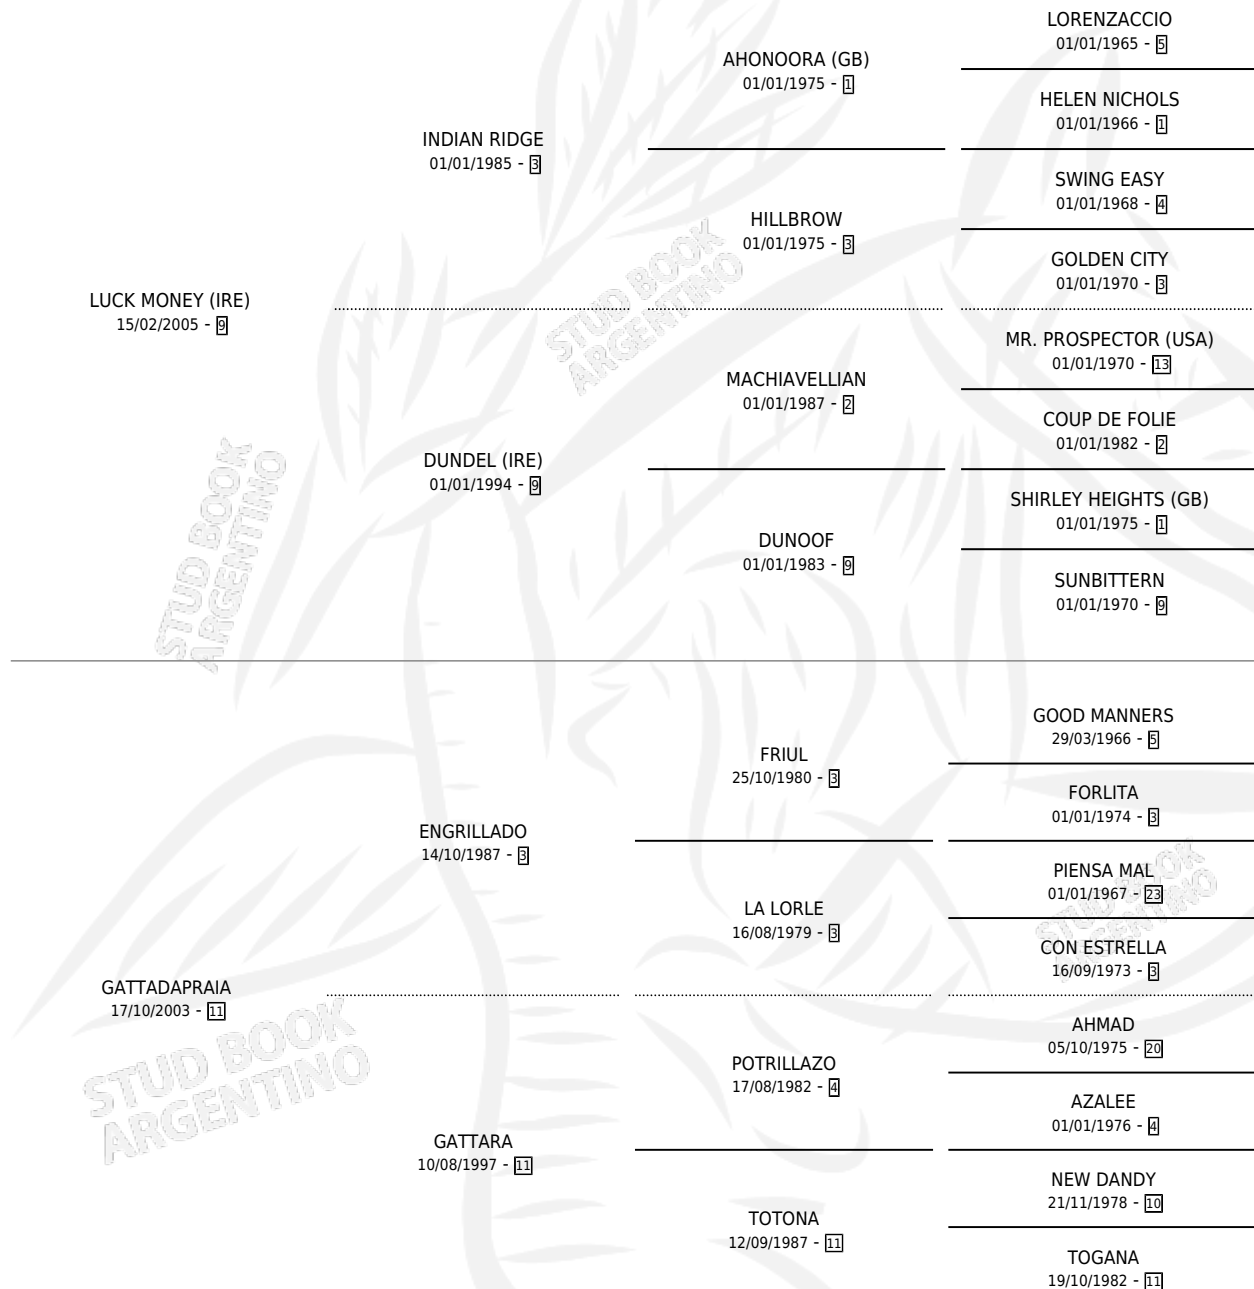 LORENZACCIO
01/01/1965 - 5
AHONOORA (GB)
01/01/1975 - 1
HELEN NICHOLS
01/01/1966 - 1
INDIAN RIDGE
01/01/1985 - 3
SWING EASY
01/01/1968 - 4
HILLBROW
01/01/1975 - 3
GOLDEN CITY
01/01/1970 - 3
LUCK MONEY (IRE)
15/02/2005 - 9
MR. PROSPECTOR (USA)
01/01/1970 - 13
MACHIAVELLIAN
01/01/1987 - 2
COUP DE FOLIE
01/01/1982 - 2
DUNDEL (IRE)
01/01/1994 - 9
SHIRLEY HEIGHTS (GB)
01/01/1975 - 1
DUNOOF
01/01/1983 - 9
SUNBITTERN
01/01/1970 - 9
GOOD MANNERS
29/03/1966 - 5
FRIUL
25/10/1980 - 3
FORLITA
01/01/1974 - 3
ENGRILLADO
14/10/1987 - 3
PIENSA MAL
01/01/1967 - 23
LA LORLE
16/08/1979 - 3
CON ESTRELLA
16/09/1973 - 3
GATTADAPRAIA
17/10/2003 - 11
AHMAD
05/10/1975 - 20
POTRILLAZO
17/08/1982 - 4
AZALEE
01/01/1976 - 4
GATTARA
10/08/1997 - 11
NEW DANDY
21/11/1978 - 10
TOTONA
12/09/1987 - 11
TOGANA
19/10/1982 - 11
STUD BOOK
ARGENTINO
STUD BOOK
ARGENTINO
STUD BOOK
ARGENTINO
STUD BOOK
ARGENTINO